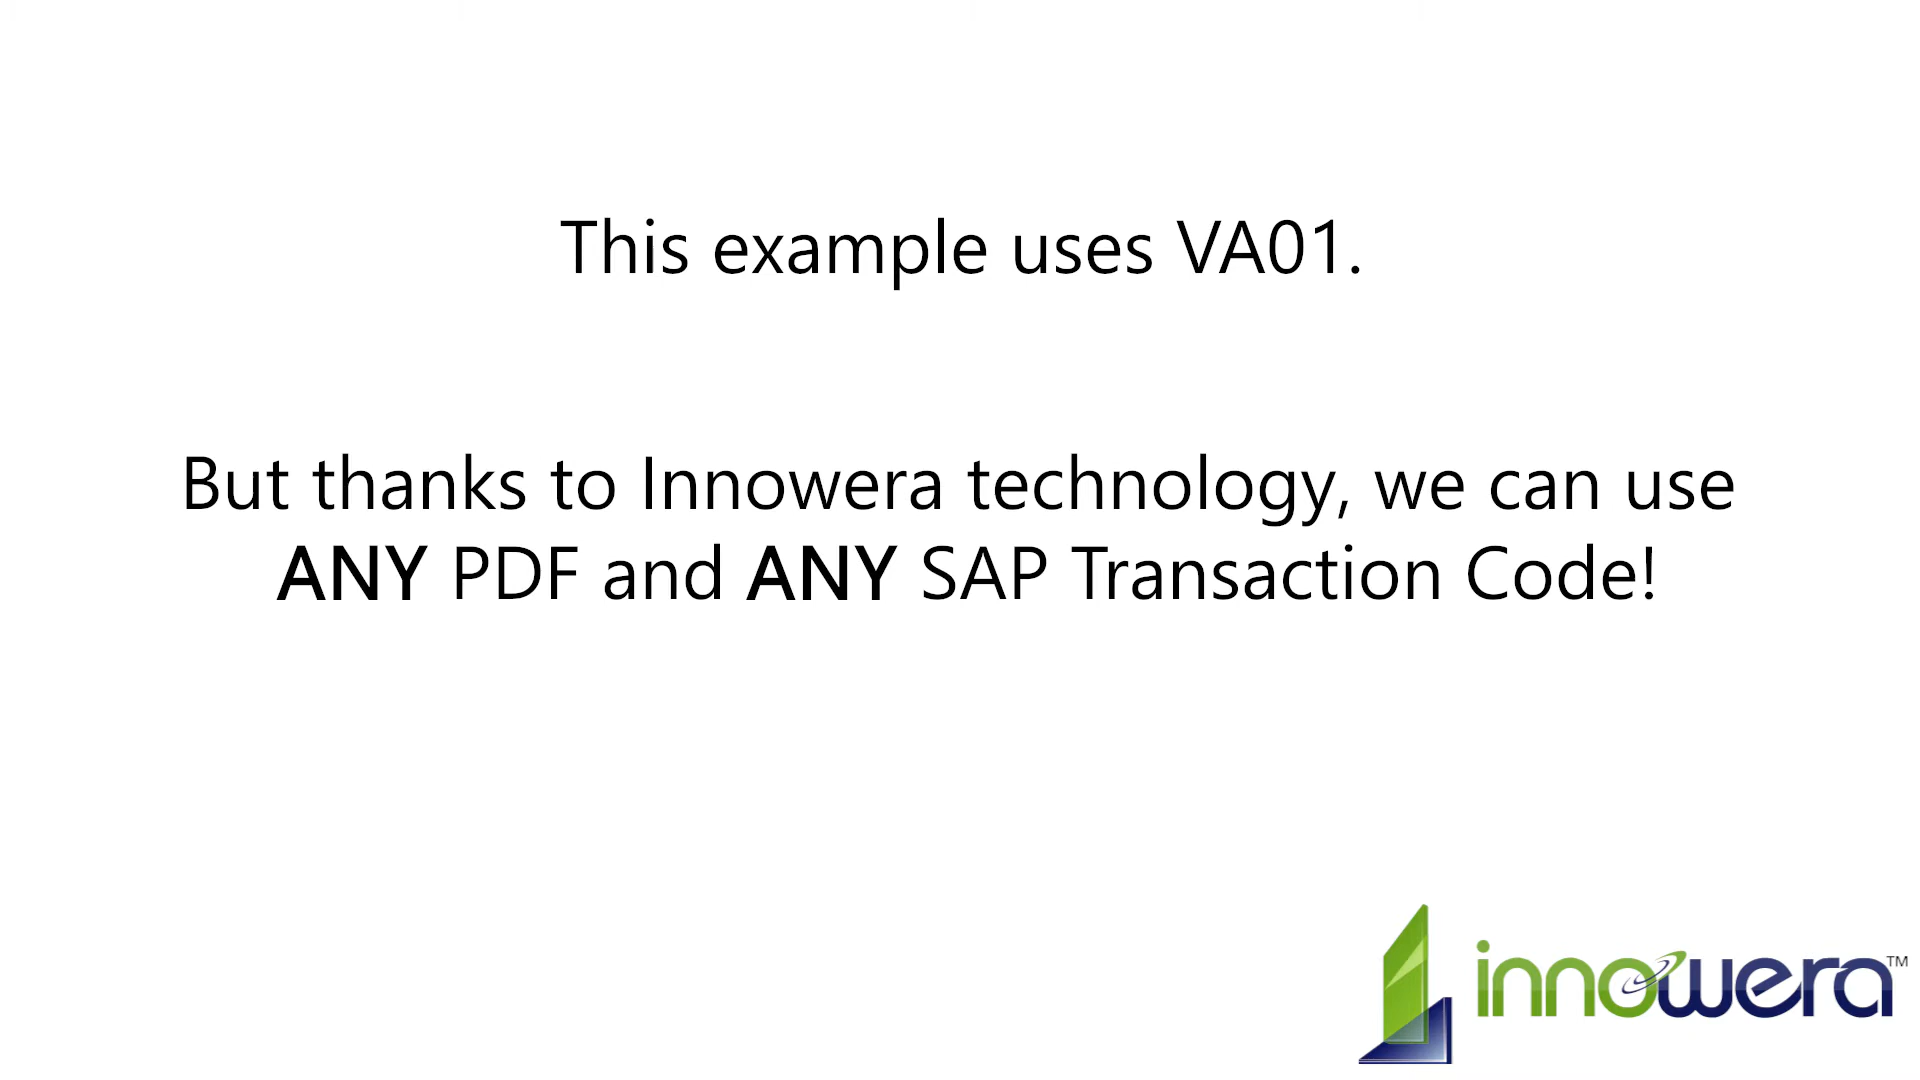 This example uses VA01.
But thanks to Innowera technology, we can use
ANY PDF and ANY SAP Transaction Code!
innowera™